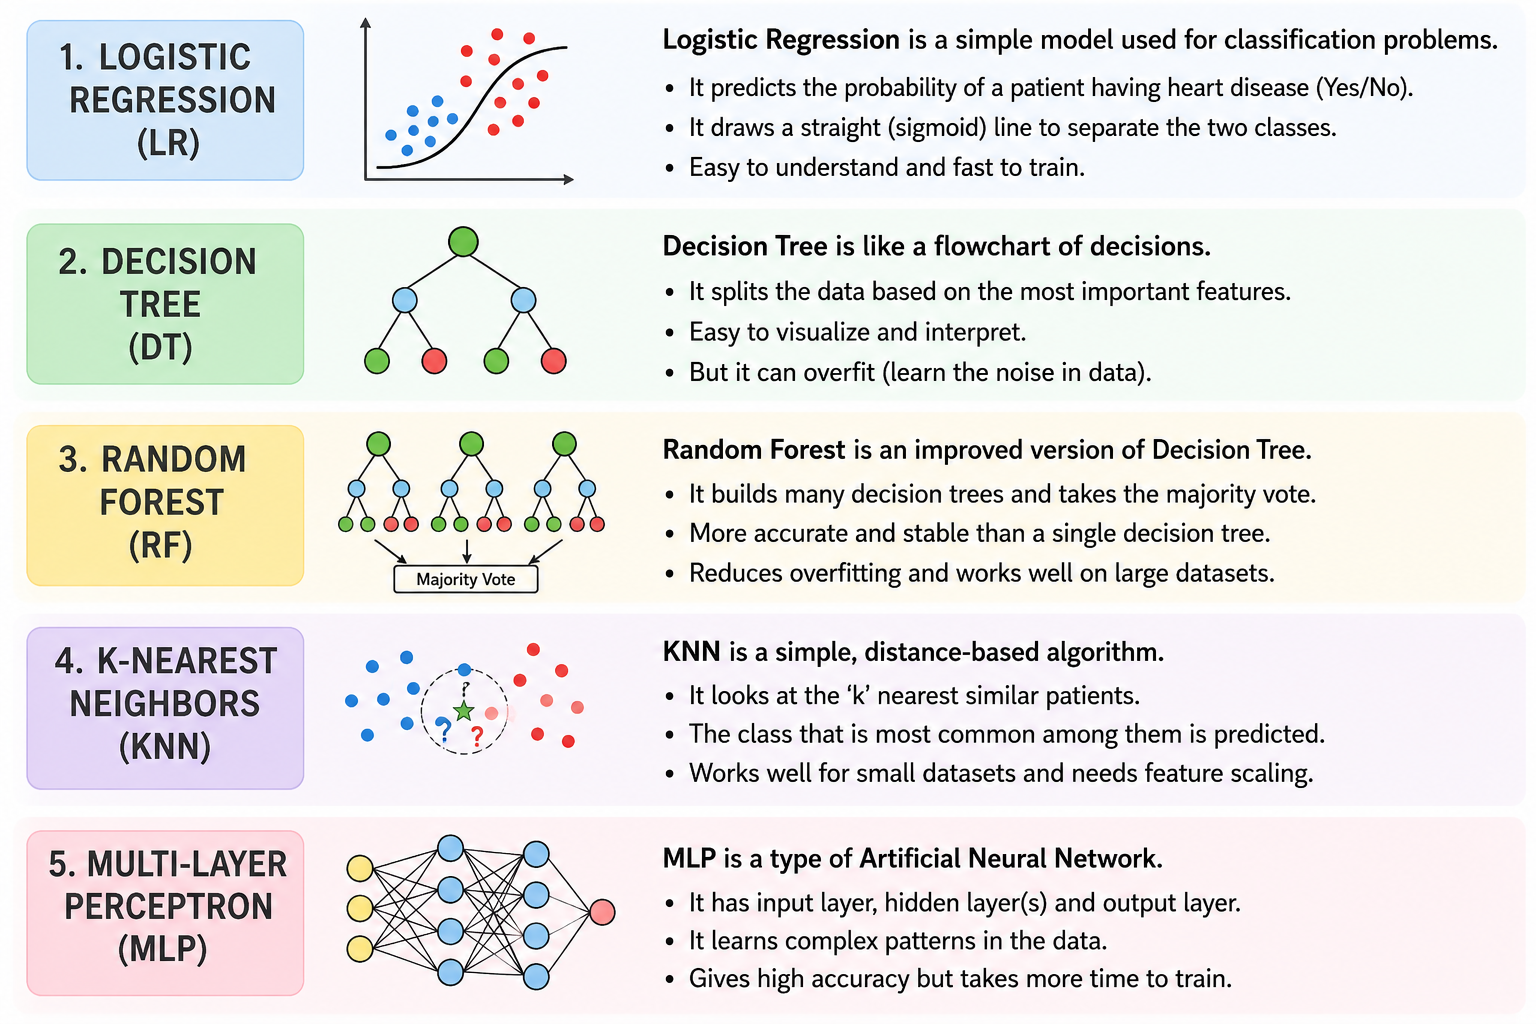 1. LOGISTIC
REGRESSION
(LR)
Logistic Regression is a simple model used for classification problems.
• It predicts the probability of a patient having heart disease (Yes/No).
• It draws a straight (sigmoid) line to separate the two classes.
• Easy to understand and fast to train.
2. DECISION
TREE
(DT)
Decision Tree is like a flowchart of decisions.
• It splits the data based on the most important features.
• Easy to visualize and interpret.
• But it can overfit (learn the noise in data).
3. RANDOM
FOREST
(RF)
Majority Vote
Random Forest is an improved version of Decision Tree.
• It builds many decision trees and takes the majority vote.
• More accurate and stable than a single decision tree.
• Reduces overfitting and works well on large datasets.
4. K-NEAREST
NEIGHBORS
(KNN)
?
? ?
KNN is a simple, distance-based algorithm.
• It looks at the ‘k’ nearest similar patients.
• The class that is most common among them is predicted.
• Works well for small datasets and needs feature scaling.
5. MULTI-LAYER
PERCEPTRON
(MLP)
MLP is a type of Artificial Neural Network.
• It has input layer, hidden layer(s) and output layer.
• It learns complex patterns in the data.
• Gives high accuracy but takes more time to train.